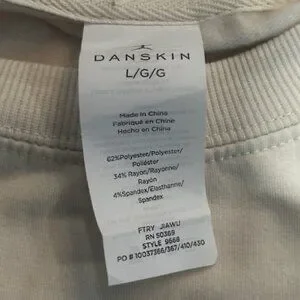 DANSKIN
L/G/G
Made in China
Fabriqué en Chine
Hecho en China
62%Polyester/Polyester/
Poliéster
34% Rayon/Rayonne/
Rayón
4%Spandex/Élasthanne/
Spandex
FTRY JIAWU
RN 50369
STYLE 9668
PO # 10037366/367/410/430